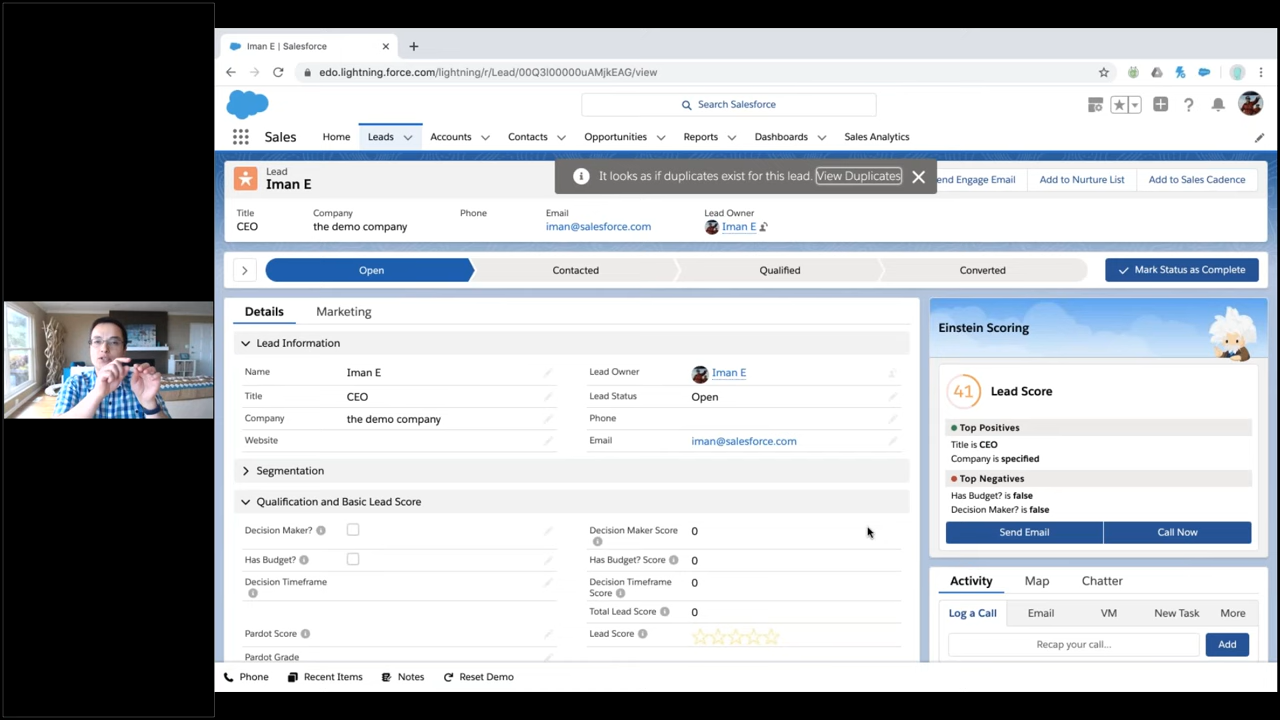 Iman E | Salesforce
edo.lightning.force.com/lightning/r/Lead/00Q3I00000uAMjkEAG/view
Search Salesforce
Sales Home Leads Accounts Contacts Opportunities Reports Dashboards Sales Analytics
Lead
Iman E
It looks as if duplicates exist for this lead. View Duplicates
end Engage Email Add to Nurture List Add to Sales Cadence
Title Company Phone Email Lead Owner
CEO the demo company iman@salesforce.com Iman E
Open Contacted Qualified Converted Mark Status as Complete
Details Marketing
Lead Information
Name Iman E Lead Owner Iman E
Title CEO Lead Status Open
Company the demo company Phone
Website Email iman@salesforce.com
Segmentation
Qualification and Basic Lead Score
Decision Maker? Decision Maker Score 0
Has Budget? Has Budget? Score 0
Decision Timeframe Decision Timeframe Score 0
Total Lead Score 0
Pardot Score Lead Score
Pardot Grade
Einstein Scoring
41 Lead Score
Top Positives
Title is CEO
Company is specified
Top Negatives
Has Budget? is false
Decision Maker? is false
Send Email Call Now
Activity Map Chatter
Log a Call Email VM New Task More
Recap your call... Add
Phone Recent Items Notes Reset Demo